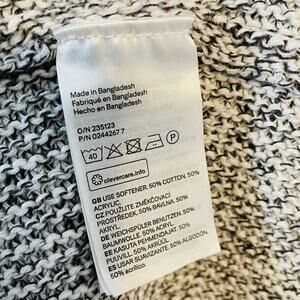 Made in Bangladesh
Fabriqué en Bangladesh
Hecho en Bangladesh
O/N 235123
P/N 02442677
40 P
clevercare.info
GB USE SOFTENER. 50% COTTON. 50%
ACRYLIC.
CZ POUŽIJTE ZMĚKČOVACÍ
PROSTŘEDEK. 50% BAVLNA. 50%
AKRYL.
DE WEICHSPÜLER BENUTZEN. 50%
BAUMWOLLE. 50% ACRYL.
EE KASUTA PEHMENDAJAT. 50%
PUUVILL. 50% AKRÜÜL
ES USAR SUAVIZANTE. 50% ALGODÓN.
50% acrílico.